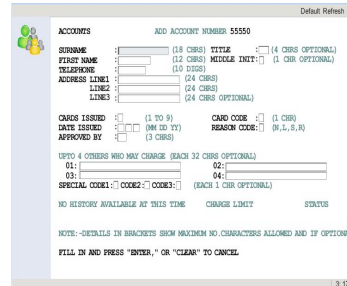 Default Refresh
ACCOUNTS ADD ACCOUNT NUMBER 55550
SURNAME : (18 CHRS) TITLE : (4 CHRS OPTIONAL)
FIRST NAME : (12 CHRS) MIDDLE INIT: (1 CHR OPTIONAL)
TELEPHONE : (10 DIGS)
ADDRESS LINE1 : (24 CHRS)
LINE2 : (24 CHRS)
LINE3 : (24 CHRS OPTIONAL)
CARDS ISSUED : (1 TO 9) CARD CODE : (1 CHR)
DATE ISSUED : (MM DD YY) REASON CODE: (N,L,S,R)
APPROVED BY : (3 CHRS)
UPTO 4 OTHERS WHO MAY CHARGE (EACH 32 CHRS OPTIONAL)
01: 02:
03: 04:
SPECIAL CODE1: CODE2: CODE3: (EACH 1 CHR OPTIONAL)
NO HISTORY AVAILABLE AT THIS TIME CHARGE LIMIT STATUS
NOTE:-DETAILS IN BRACKETS SHOW MAXIMUM NO.CHARACTERS ALLOWED AND IF OPTIONA
FILL IN AND PRESS "ENTER," OR "CLEAR" TO CANCEL